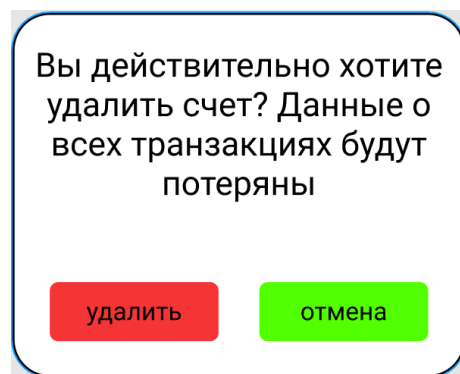 Вы действительно хотите
удалить счет? Данные о
всех транзакциях будут
потеряны
удалить
отмена